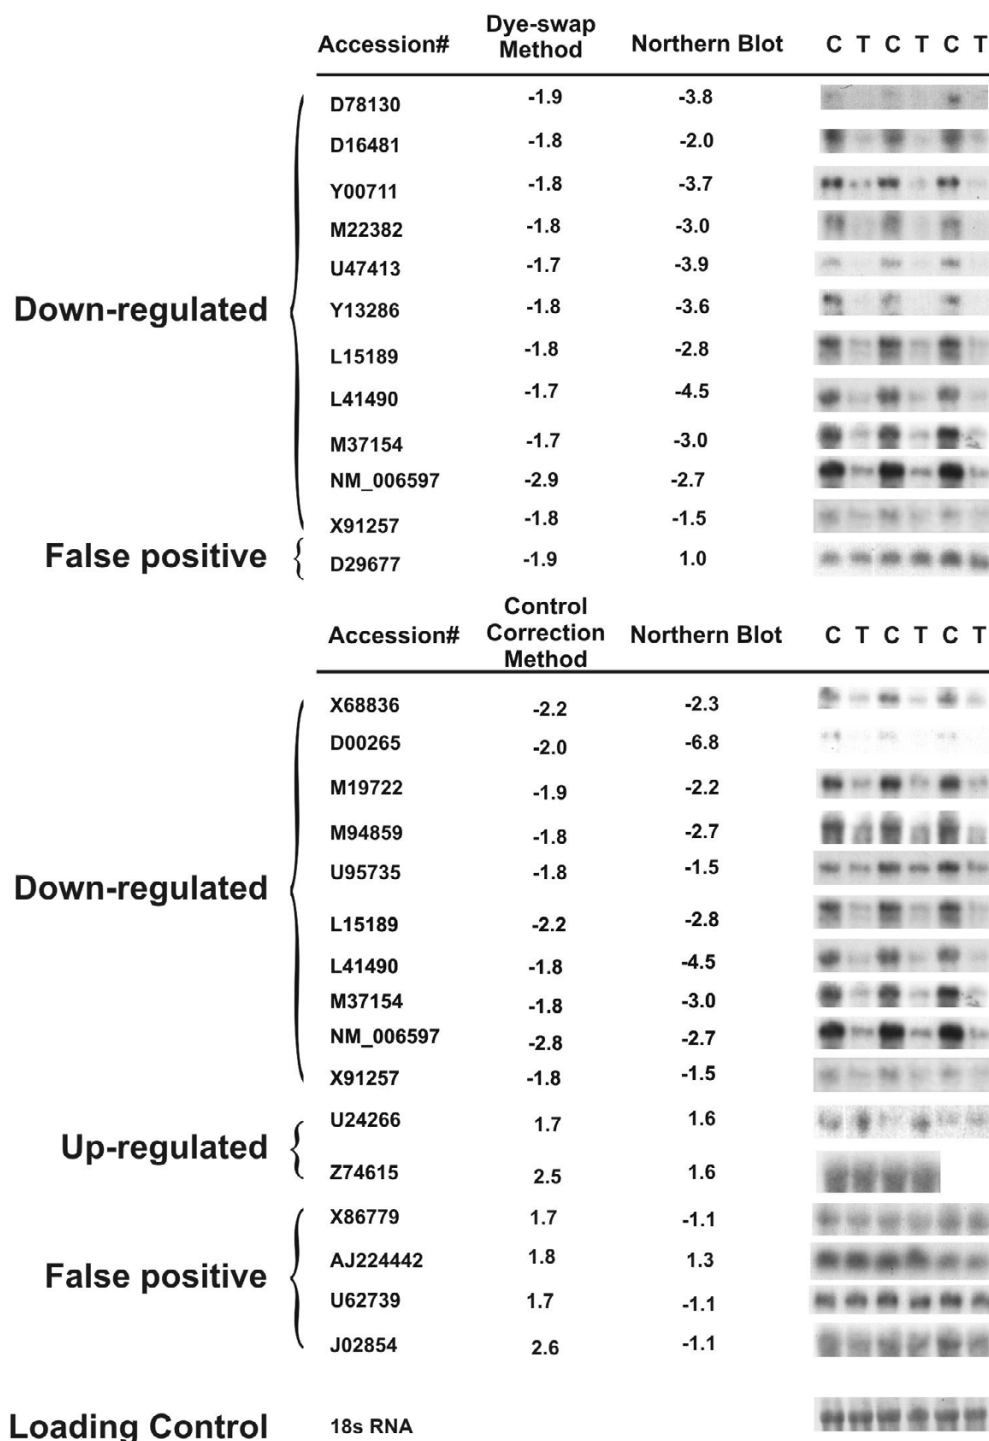 Accession# Dye-swap Method Northern Blot C T C T C T
D78130 -1.9 -3.8
D16481 -1.8 -2.0
Y00711 -1.8 -3.7
M22382 -1.8 -3.0
U47413 -1.7 -3.9
Down-regulated
Y13286 -1.8 -3.6
L15189 -1.8 -2.8
L41490 -1.7 -4.5
M37154 -1.7 -3.0
NM_006597 -2.9 -2.7
X91257 -1.8 -1.5
False positive
D29677 -1.9 1.0
Accession# Control Correction Method Northern Blot C T C T C T
X68836 -2.2 -2.3
D00265 -2.0 -6.8
M19722 -1.9 -2.2
M94859 -1.8 -2.7
U95735 -1.8 -1.5
Down-regulated
L15189 -2.2 -2.8
L41490 -1.8 -4.5
M37154 -1.8 -3.0
NM_006597 -2.8 -2.7
X91257 -1.8 -1.5
U24266 1.7 1.6
Up-regulated
Z74615 2.5 1.6
X86779 1.7 -1.1
AJ224442 1.8 1.3
False positive
U62739 1.7 -1.1
J02854 2.6 -1.1
Loading Control 18s RNA